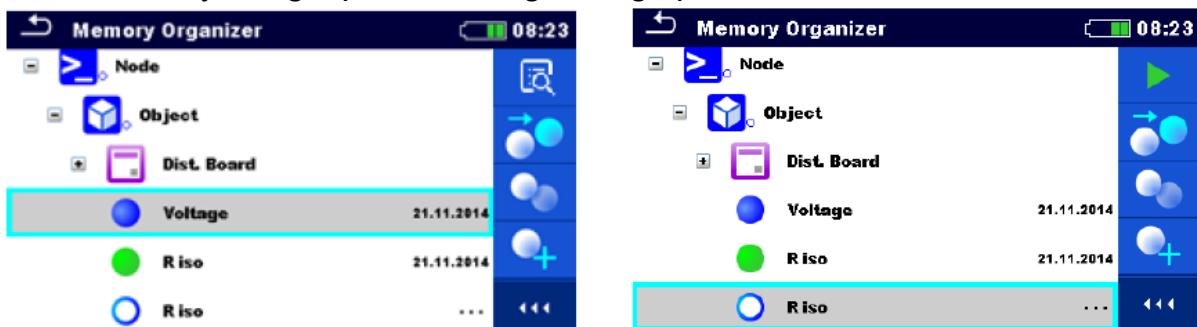 Memory Organizer 08:23
Node
Object
Dist. Board
Voltage 21.11.2014
R iso 21.11.2014
R iso ...
Memory Organizer 08:23
Node
Object
Dist. Board
Voltage 21.11.2014
R iso 21.11.2014
R iso ...